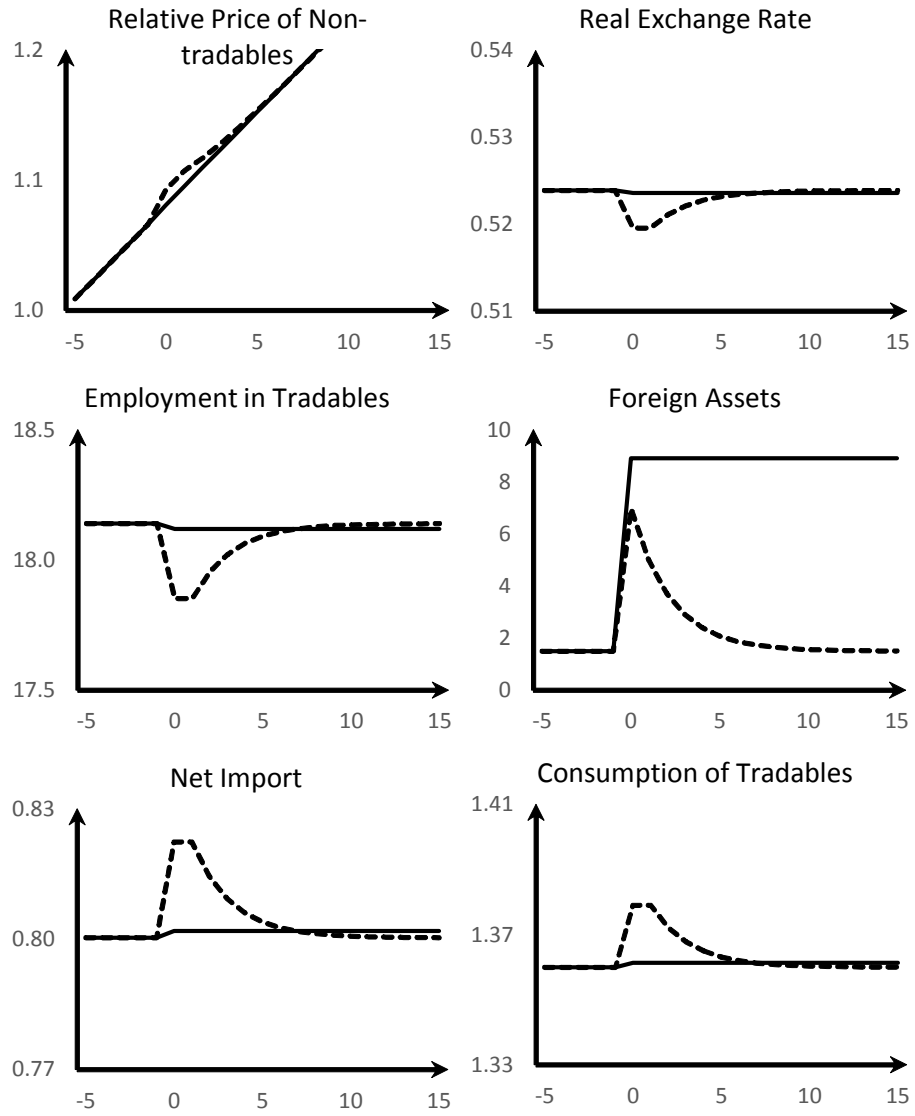 Relative Price of Non-
tradables
1.2
1.1
1.0
-5 0 5 10 15
Real Exchange Rate
0.54
0.53
0.52
0.51
-5 0 5 10 15
Employment in Tradables
18.5
18.0
17.5
-5 0 5 10 15
Foreign Assets
10
8
6
4
2
0
-5 0 5 10 15
Net Import
0.83
0.80
0.77
-5 0 5 10 15
Consumption of Tradables
1.41
1.37
1.33
-5 0 5 10 15